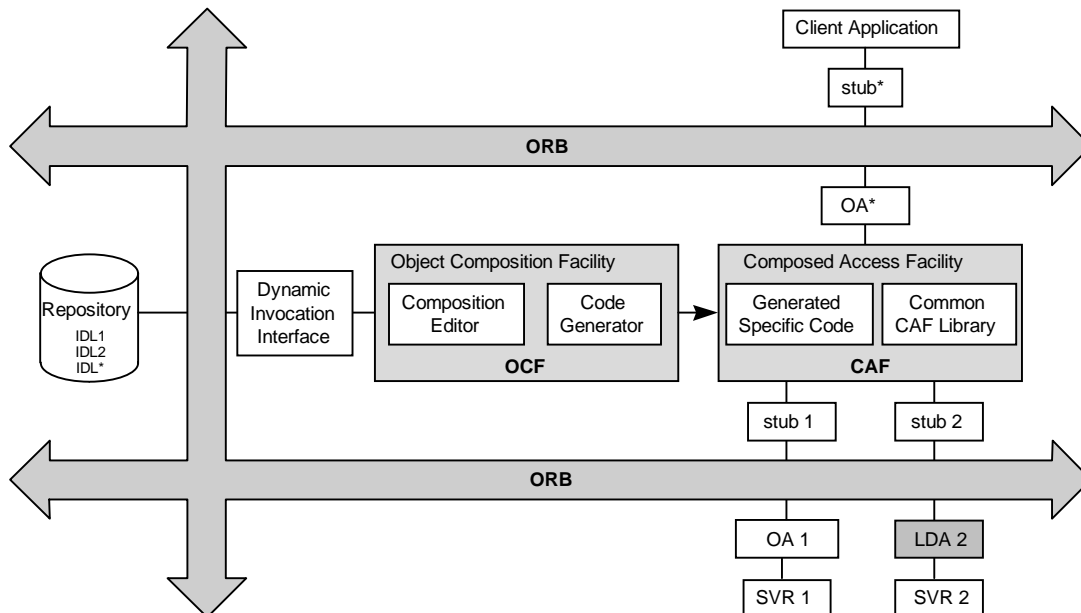 Client Application
stub*
ORB
OA*
Repository
IDL1
IDL2
IDL*
Dynamic
Invocation
Interface
Object Composition Facility
Composition
Editor
Code
Generator
OCF
Composed Access Facility
Generated
Specific Code
Common
CAF Library
CAF
stub 1
stub 2
ORB
OA 1
LDA 2
SVR 1
SVR 2